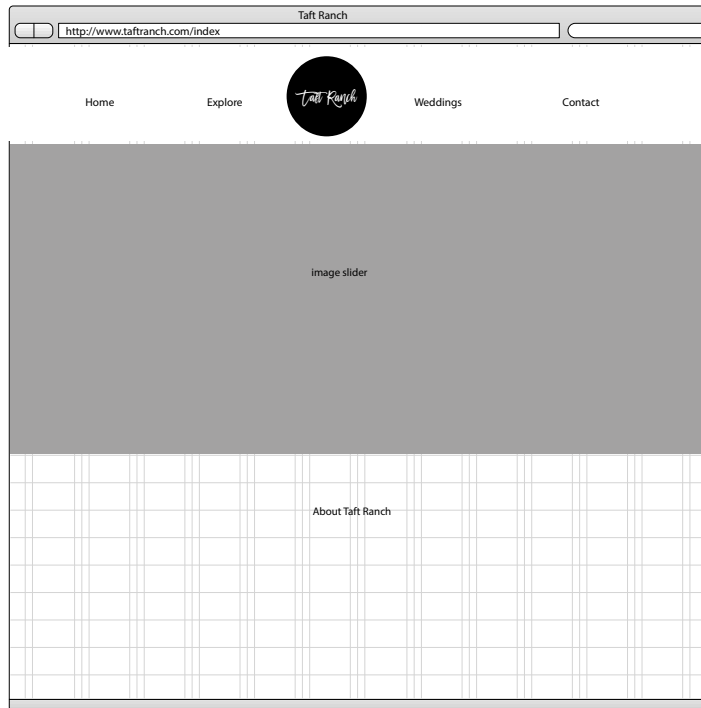 Taft Ranch
http://www.taftranch.com/index
Home Explore Taft Ranch Weddings Contact
image slider
About Taft Ranch